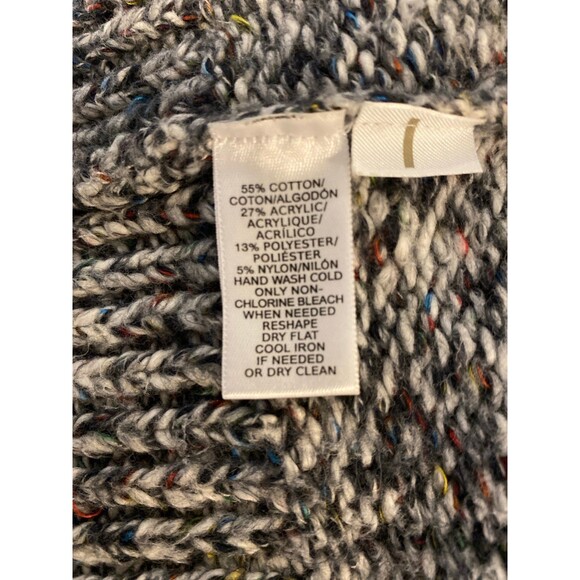 55% COTTON/
COTON/ALGODÓN
27% ACRYLIC/
ACRYLIQUE/
ACRÍLICO
13% POLYESTER/
POLIÉSTER
5% NYLON/NILÓN
HAND WASH COLD
ONLY NON-
CHLORINE BLEACH
WHEN NEEDED
RESHAPE
DRY FLAT
COOL IRON
IF NEEDED
OR DRY CLEAN